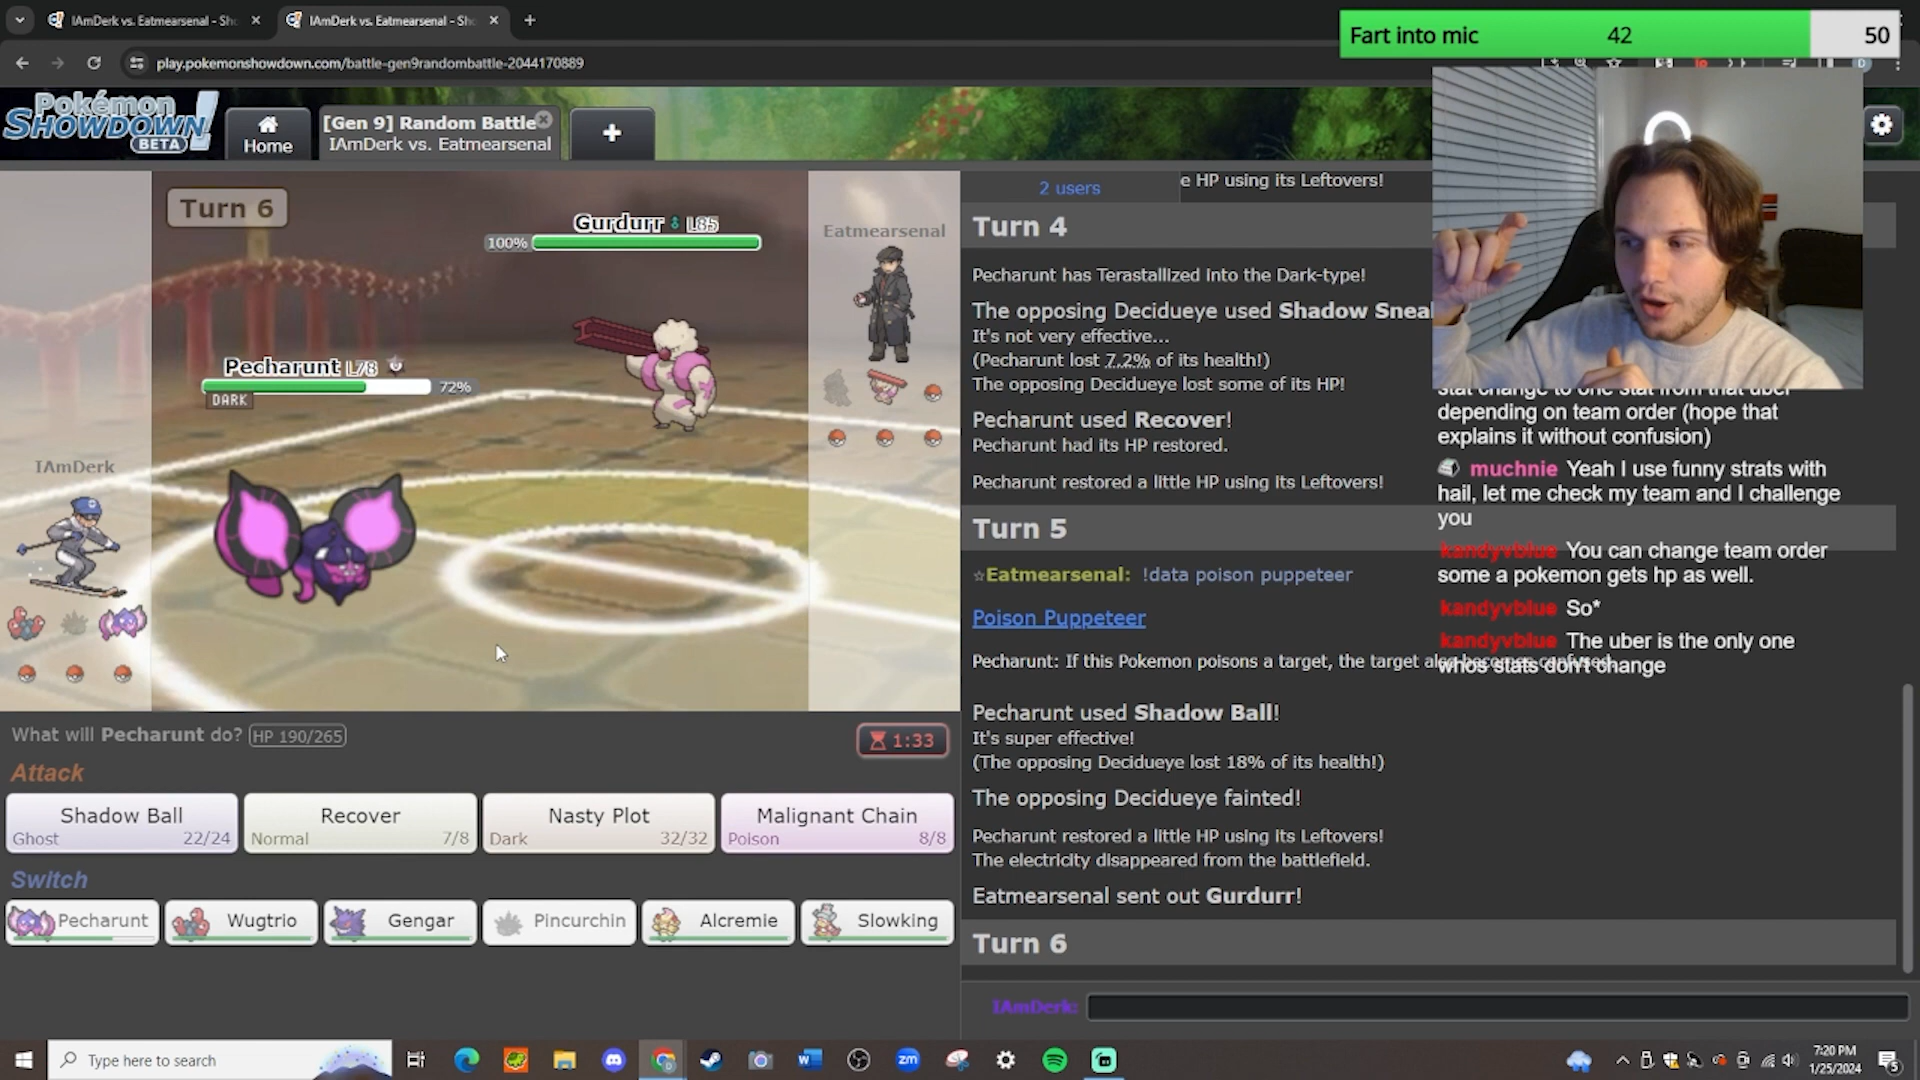 IAmDerk vs. Eatmearsenal - Sho
IAmDerk vs. Eatmearsenal - Sho
play.pokemonshowdown.com/battle-gen9randombattle-2044170889
Fart into mic 42 50
Pokémon
SHOWDOWN!
BETA
Home
[Gen 9] Random Battle
IAmDerk vs. Eatmearsenal
Turn 6
Gurdurr L85
100%
Eatmearsenal
Pecharunt L78
72%
DARK
IAmDerk
What will Pecharunt do? HP 190/265
1:33
Attack
Shadow Ball
Ghost 22/24
Recover
Normal 7/8
Nasty Plot
Dark 32/32
Malignant Chain
Poison 8/8
Switch
Pecharunt
Wugtrio
Gengar
Pincurchin
Alcremie
Slowking
2 users
e HP using its Leftovers!
Turn 4
Pecharunt has Terastallized into the Dark-type!
The opposing Decidueye used Shadow Sneak
It's not very effective...
(Pecharunt lost 7.2% of its health!)
The opposing Decidueye lost some of its HP!
Pecharunt used Recover!
Pecharunt had its HP restored.
Pecharunt restored a little HP using its Leftovers!
Turn 5
☆Eatmearsenal: !data poison puppeteer
Poison Puppeteer
Pecharunt: If this Pokemon poisons a target, the target also becomes confused.
Pecharunt used Shadow Ball!
It's super effective!
(The opposing Decidueye lost 18% of its health!)
The opposing Decidueye fainted!
Pecharunt restored a little HP using its Leftovers!
The electricity disappeared from the battlefield.
Eatmearsenal sent out Gurdurr!
Turn 6
IAmDerk:
stat change to one stat from that uber
depending on team order (hope that
explains it without confusion)
muchnie Yeah I use funny strats with
hail, let me check my team and I challenge
you
kandyvblue You can change team order
some a pokemon gets hp as well.
kandyvblue So*
kandyvblue The uber is the only one
whos stats don't change
Type here to search
7:20 PM
1/25/2024
5